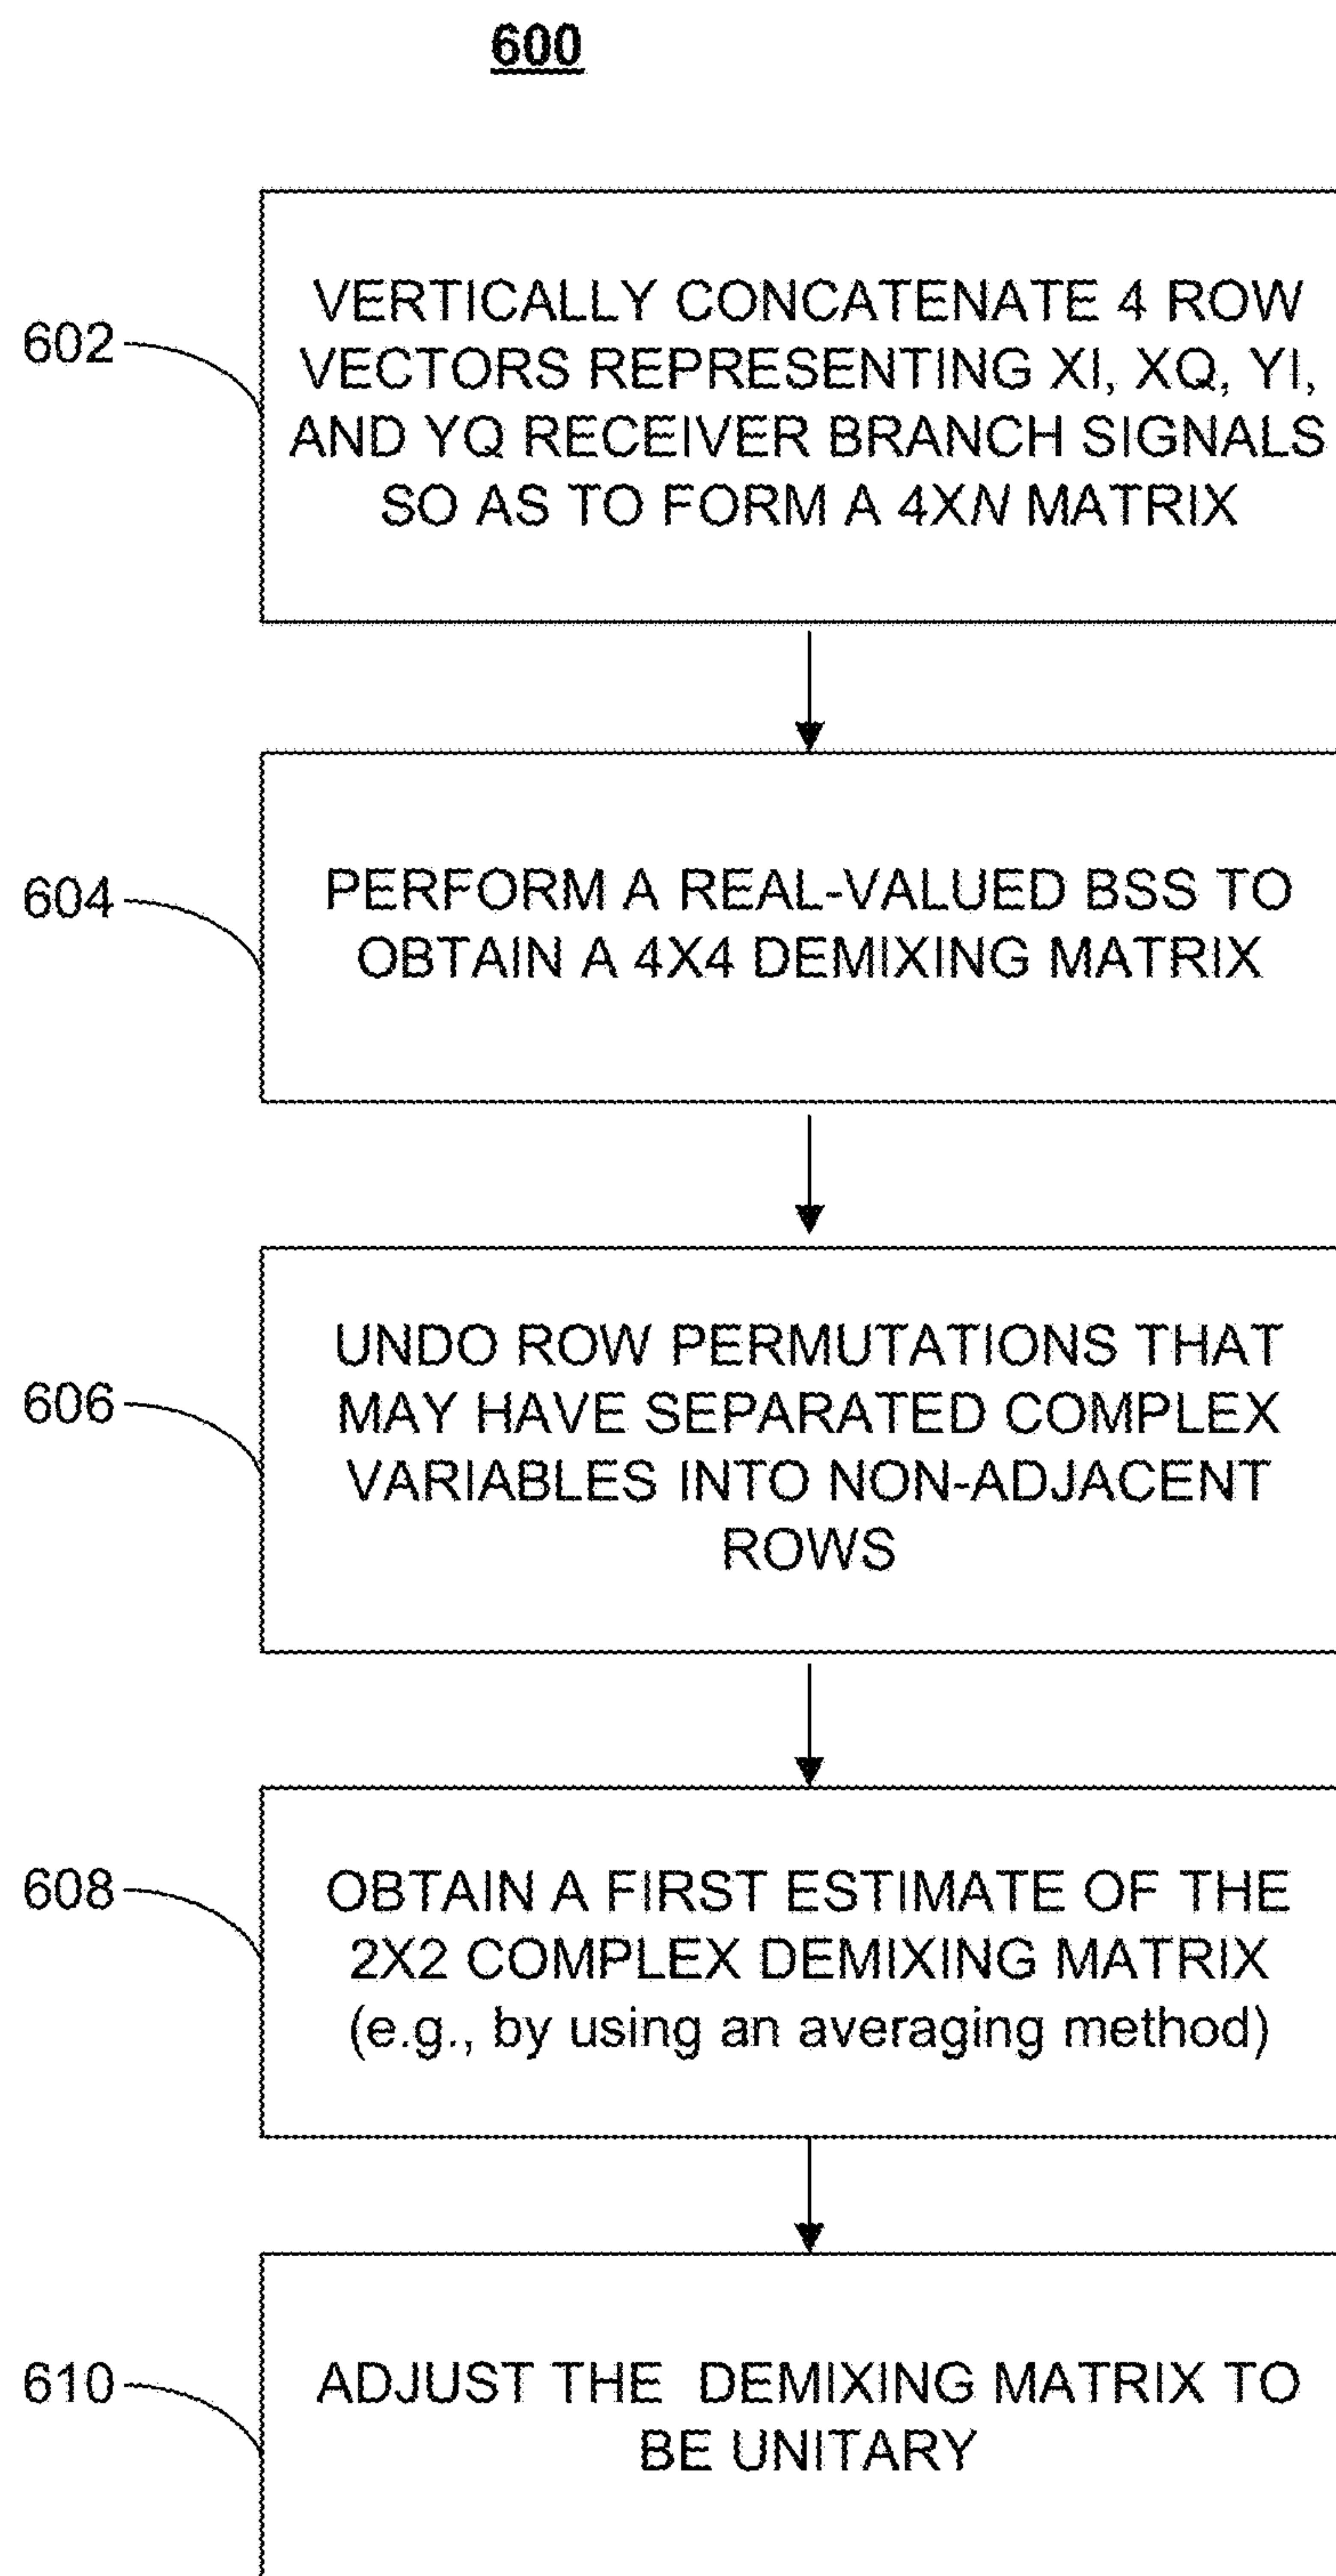 600
602
VERTICALLY CONCATENATE 4 ROW
VECTORS REPRESENTING XI, XQ, YI,
AND YQ RECEIVER BRANCH SIGNALS
SO AS TO FORM A 4XN MATRIX
604
PERFORM A REAL-VALUED BSS TO
OBTAIN A 4X4 DEMIXING MATRIX
606
UNDO ROW PERMUTATIONS THAT
MAY HAVE SEPARATED COMPLEX
VARIABLES INTO NON-ADJACENT
ROWS
608
OBTAIN A FIRST ESTIMATE OF THE
2X2 COMPLEX DEMIXING MATRIX
(e.g., by using an averaging method)
610
ADJUST THE DEMIXING MATRIX TO
BE UNITARY